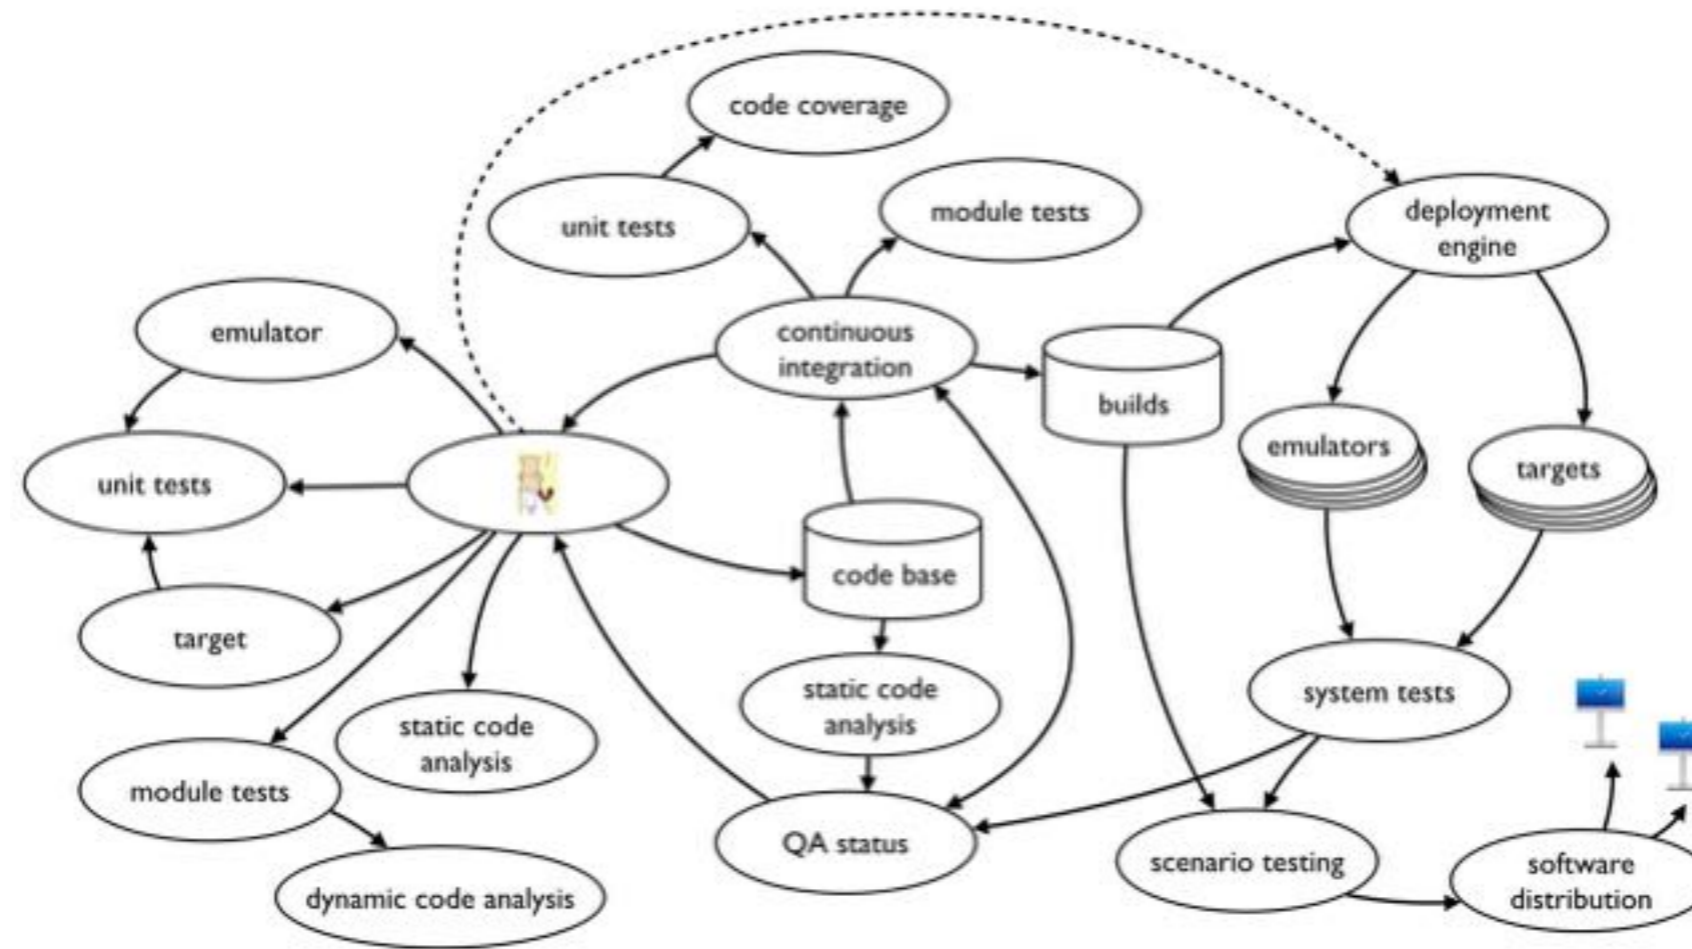 code coverage
unit tests
module tests
deployment
engine
emulator
continuous
integration
builds
emulators
targets
unit tests
code base
target
static code
analysis
system tests
static code
analysis
module tests
QA status
scenario testing
software
distribution
dynamic code analysis